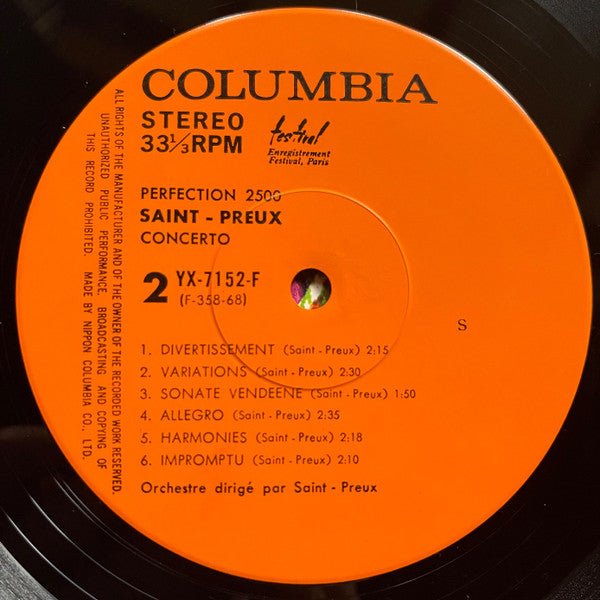 COLUMBIA
STEREO
33 1/3 RPM
festival
Enregistrement
Festival, Paris
PERFECTION 2500
SAINT - PREUX
CONCERTO
2 YX-7152-F
(F-358-68)
S
1. DIVERTISSEMENT (Saint - Preux) 2:15
2. VARIATIONS (Saint - Preux) 2:30
3. SONATE VENDEENE (Saint - Preux) 1:50
4. ALLEGRO (Saint - Preux) 2:35
5. HARMONIES (Saint - Preux) 2:18
6. IMPROMPTU (Saint - Preux) 2:10
Orchestre dirigé par Saint - Preux
ALL RIGHTS OF THE MANUFACTURER AND OF THE OWNER OF THE RECORDED WORK RESERVED.
UNAUTHORIZED PUBLIC PERFORMANCE, BROADCASTING AND COPYING OF
THIS RECORD PROHIBITED. MADE BY NIPPON COLUMBIA CO., LTD.